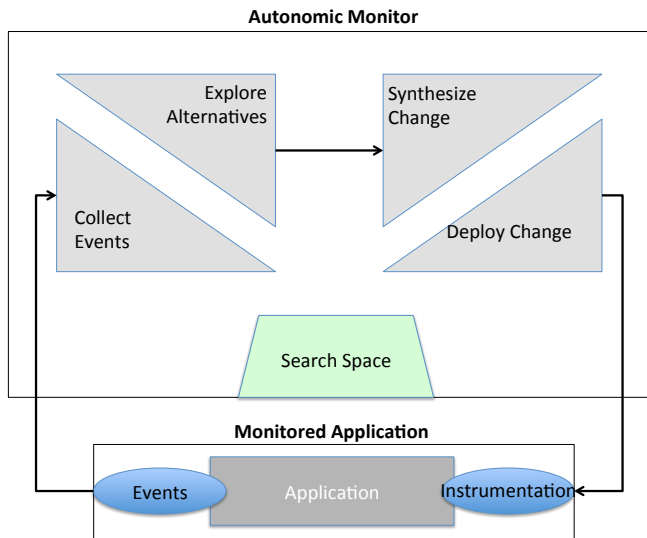 Autonomic Monitor
Explore
Alternatives
Synthesize
Change
Collect
Events
Deploy Change
Search Space
Monitored Application
Events
Application
Instrumentation